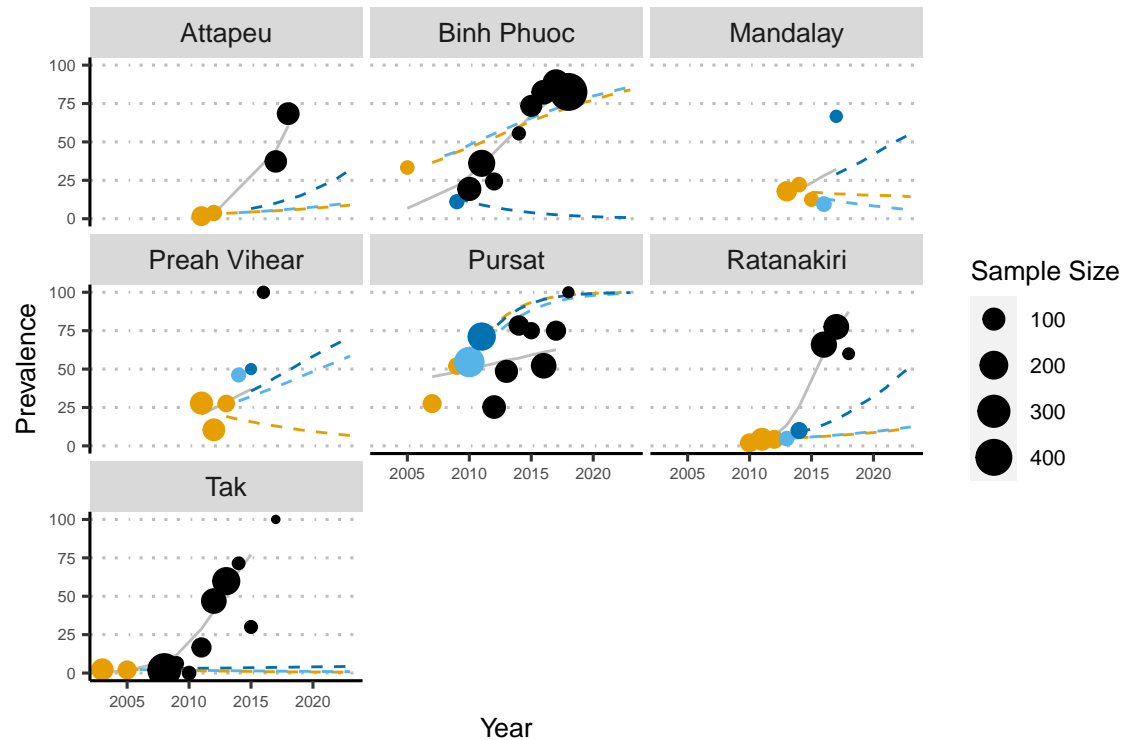 Attapeu Binh Phuoc Mandalay
100
75
50
25
0
Preah Vihear Pursat Ratanakiri
100
75
50
25
0
2005 2010 2015 2020 2005 2010 2015 2020
Tak
100
75
50
25
0
2005 2010 2015 2020
Year
Prevalence
Sample Size
100
200
300
400